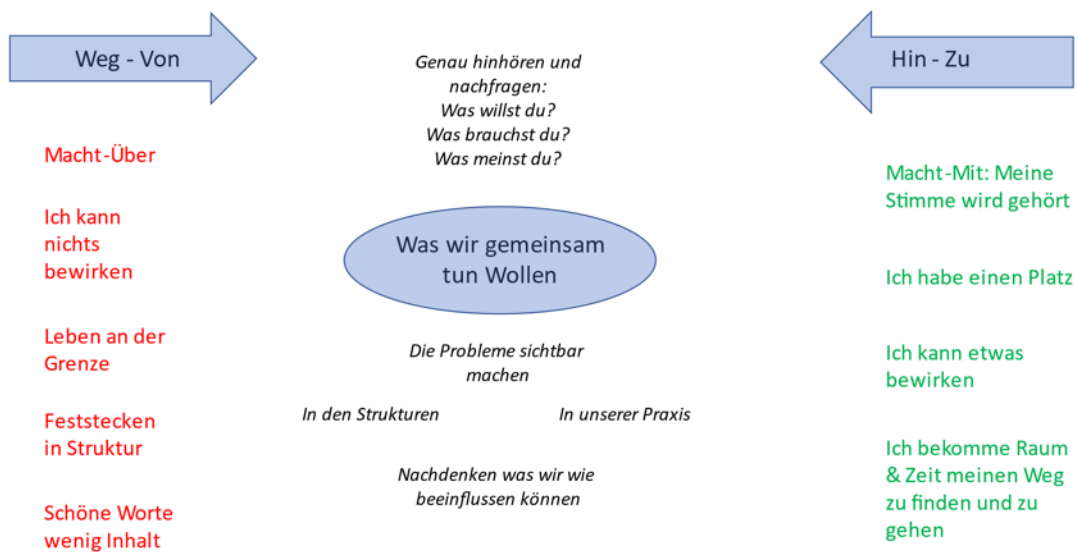 Weg - Von
Macht-Über
Ich kann
nichts
bewirken
Leben an der
Grenze
Feststecken
in Struktur
Schöne Worte
wenig Inhalt
Genau hinhören und
nachfragen:
Was willst du?
Was brauchst du?
Was meinst du?
Was wir gemeinsam
tun Wollen
Die Probleme sichtbar
machen
In den Strukturen
In unserer Praxis
Nachdenken was wir wie
beeinflussen können
Hin - Zu
Macht-Mit: Meine
Stimme wird gehört
Ich habe einen Platz
Ich kann etwas
bewirken
Ich bekomme Raum
& Zeit meinen Weg
zu finden und zu
gehen